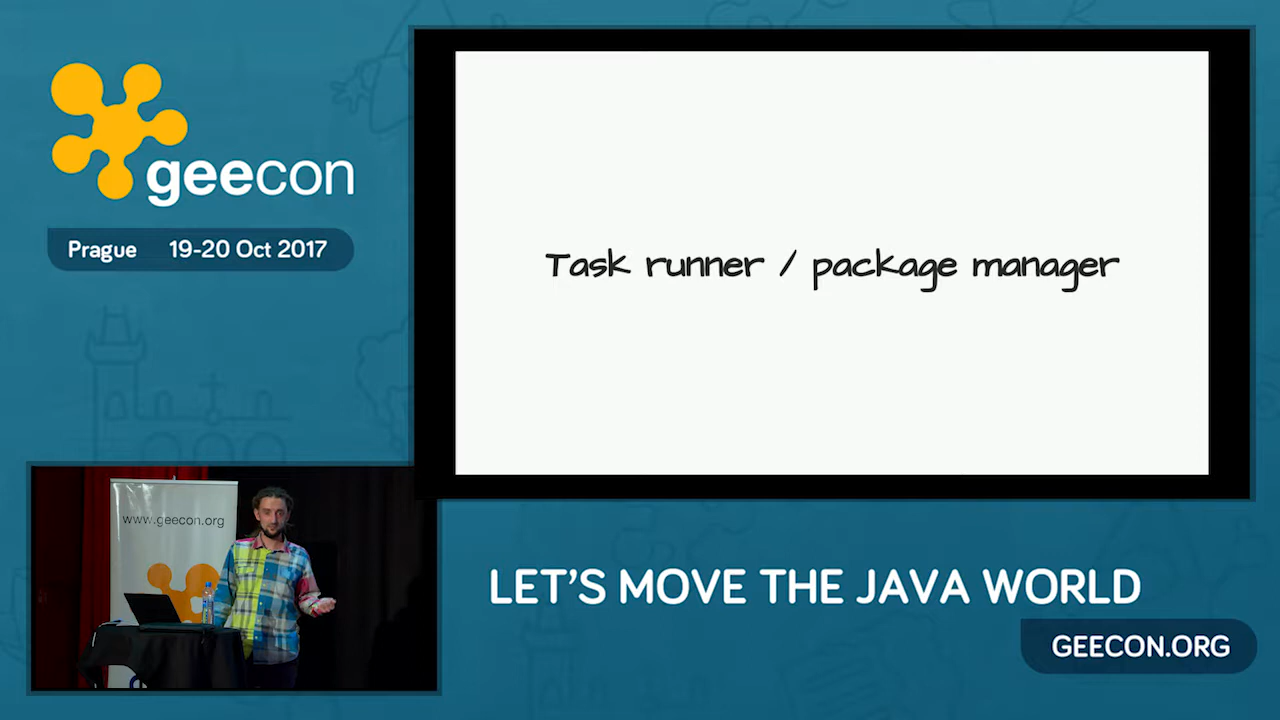 geecon
Prague 19-20 Oct 2017
Task runner / package manager
www.geecon.org
LET'S MOVE THE JAVA WORLD
GEECON.ORG